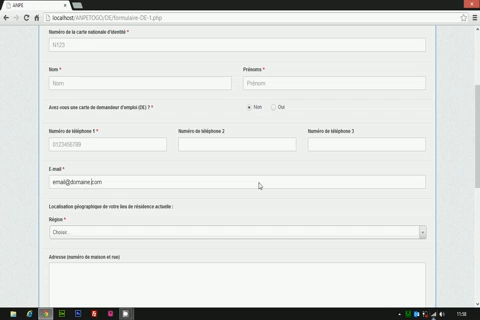 ANPE
localhost/ANPETOGO/DE/formulaire-DE-1.php
Numéro de la carte nationale d'identité *
N123
Nom * Prénoms *
Nom Prénom
Avez vous une carte de demandeur d'emploi (DE) ? * Non Oui
Numéro de téléphone 1 * Numéro de téléphone 2 Numéro de téléphone 3
0123456789
E-mail *
email@domaine.com
Localisation géographique de votre lieu de résidence actuelle :
Région *
Choisir...
Adresse (numéro de maison et rue)
11:58